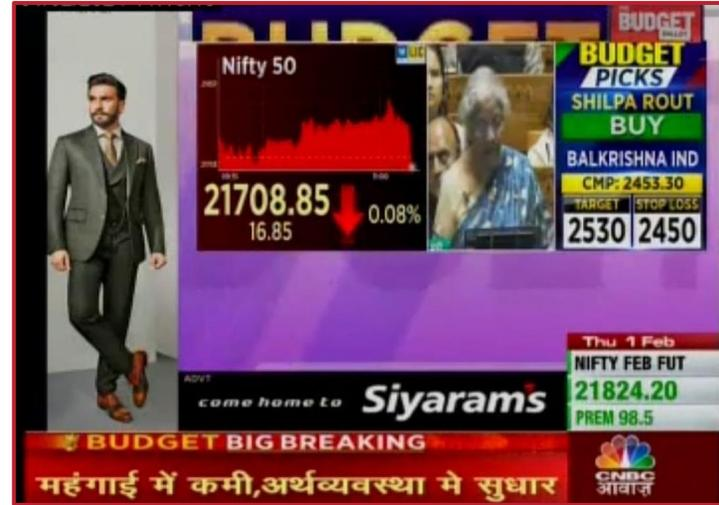 BUDGET
BUDGET
Nifty 50
21708.85
16.85
0.08%
BUDGET
PICKS
SHILPA ROUT
BUY
BALKRISHNA IND
CMP: 2453.30
TARGET STOP LOSS
2530 2450
Thu 1 Feb
NIFTY FEB FUT
21824.20
PREM 98.5
ADVT
come home to Siyaram's
BUDGET BIG BREAKING
महंगाई में कमी,अर्थव्यवस्था मे सुधार
CNBC
आवाज़